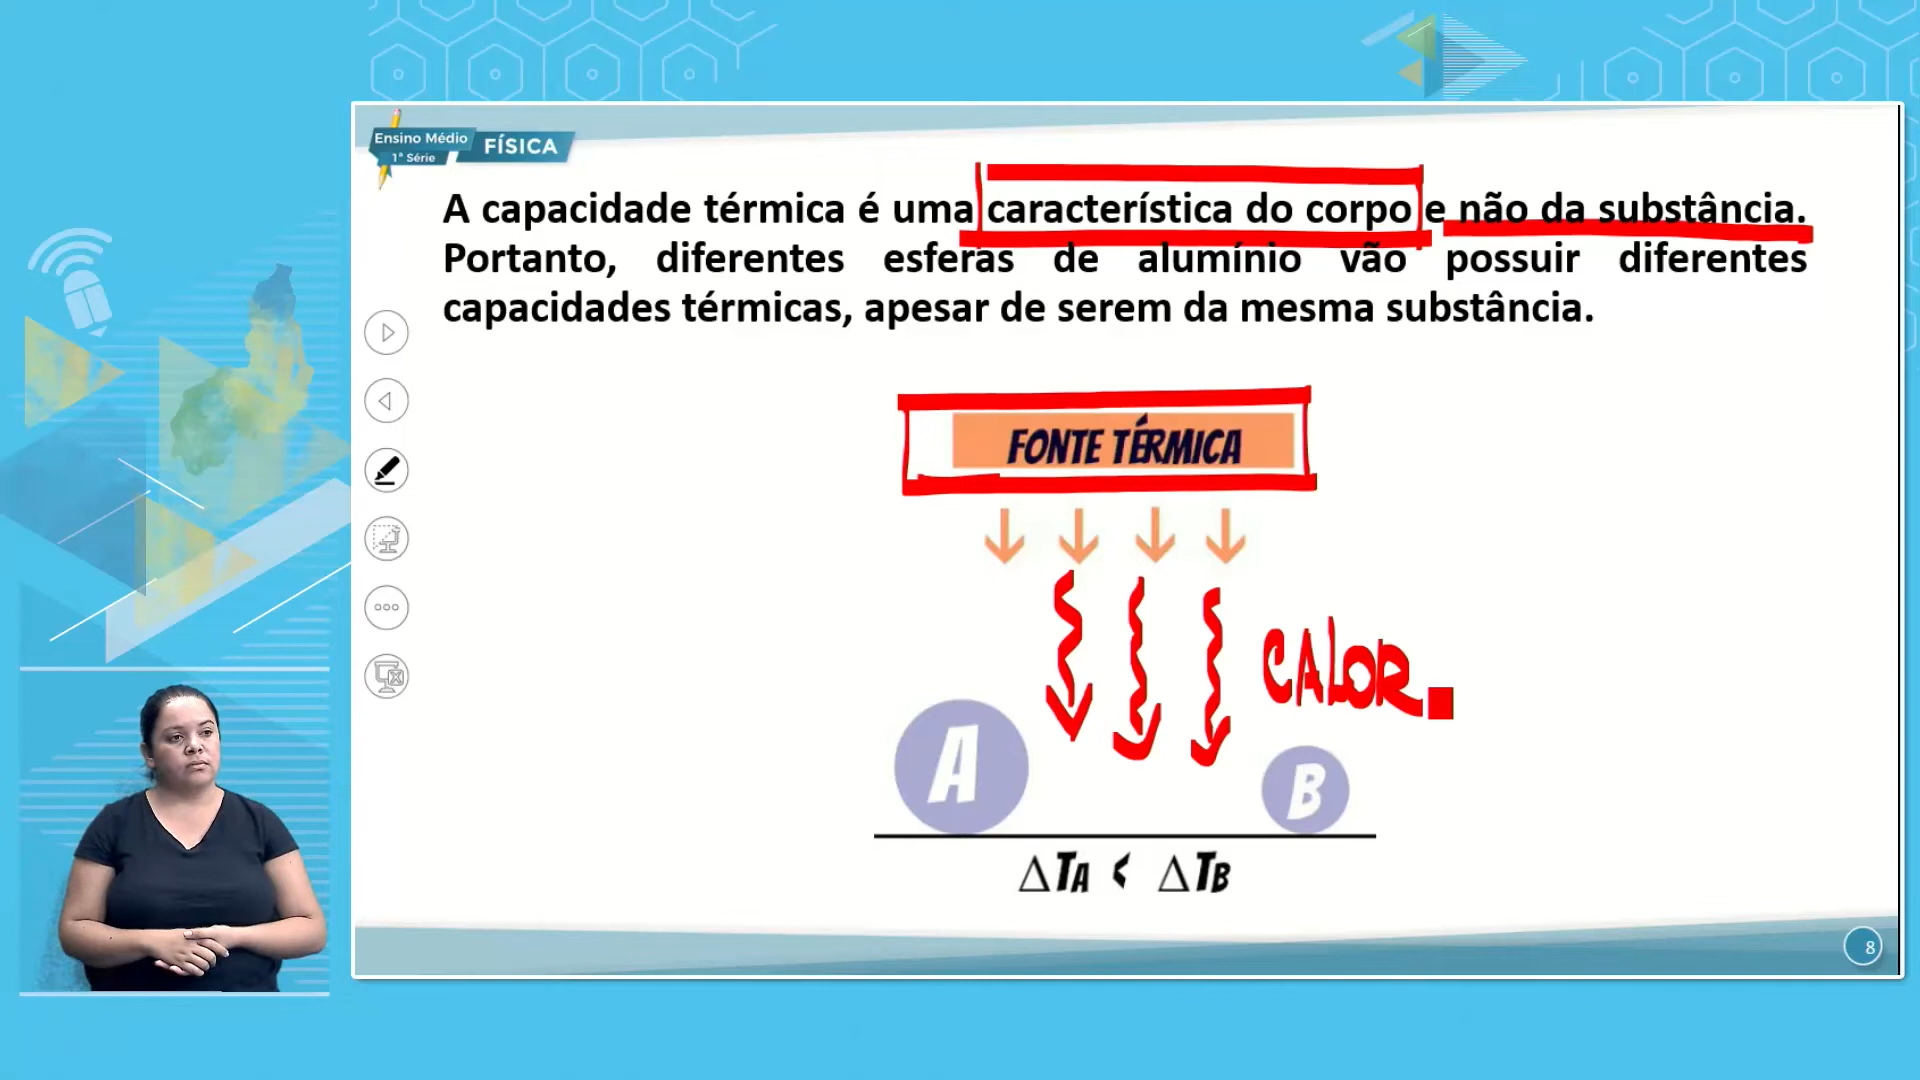 Ensino Médio
1ª Série
FÍSICA
A capacidade térmica é uma característica do corpo e não da substância.
Portanto, diferentes esferas de alumínio vão possuir diferentes
capacidades térmicas, apesar de serem da mesma substância.
FONTE TÉRMICA
CALOR.
A
B
ΔTA < ΔTB
8